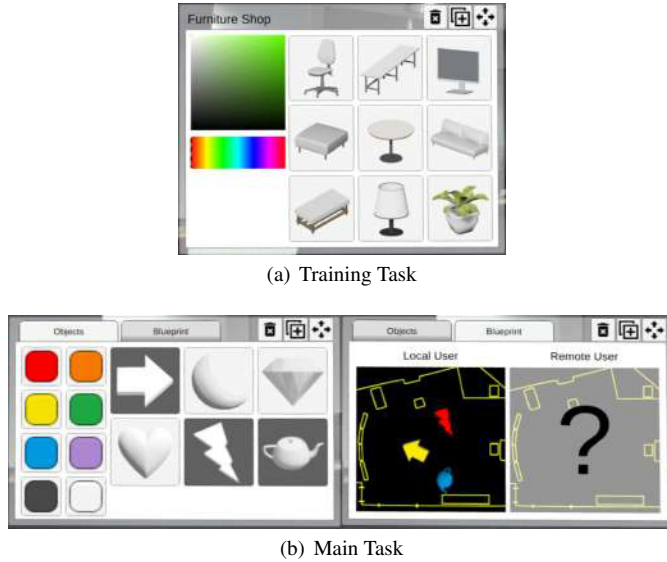 Furniture Shop
(a) Training Task
Objects Blueprint
Objects Blueprint
Local User Remote User
?
(b) Main Task